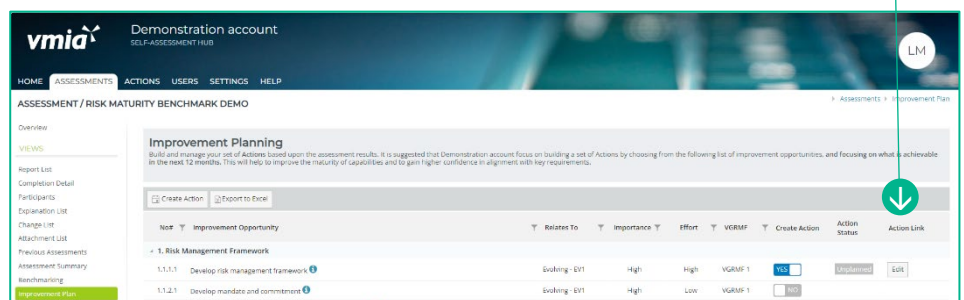 vmia
Demonstration account
SELF-ASSESSMENT HUB
LM
HOME ASSESSMENTS ACTIONS USERS SETTINGS HELP
ASSESSMENT / RISK MATURITY BENCHMARK DEMO
Assessments Improvement Plan
Overview
VIEWS
Report List
Completion Detail
Participants
Explanation List
Change List
Attachment List
Previous Assessments
Assessment Summary
Benchmarking
Improvement Plan
Improvement Planning
Build and manage your set of Actions based upon the assessment results. It is suggested that Demonstration account focus on building a set of Actions by choosing from the following list of improvement opportunities, and focusing on what is achievable
in the next 12 months. This will help to improve the maturity of capabilities and to gain higher confidence in alignment with key requirements.
Create Action Export to Excel
No# Improvement Opportunity Relates To Importance Effort VGRMF Create Action Action Status Action Link
1. Risk Management Framework
1.1.1.1 Develop risk management framework Evolving - EV1 High High VGRMF 1 YES Unplanned Edit
1.1.2.1 Develop mandate and commitment Evolving - EV1 High Low VGRMF 1 NO